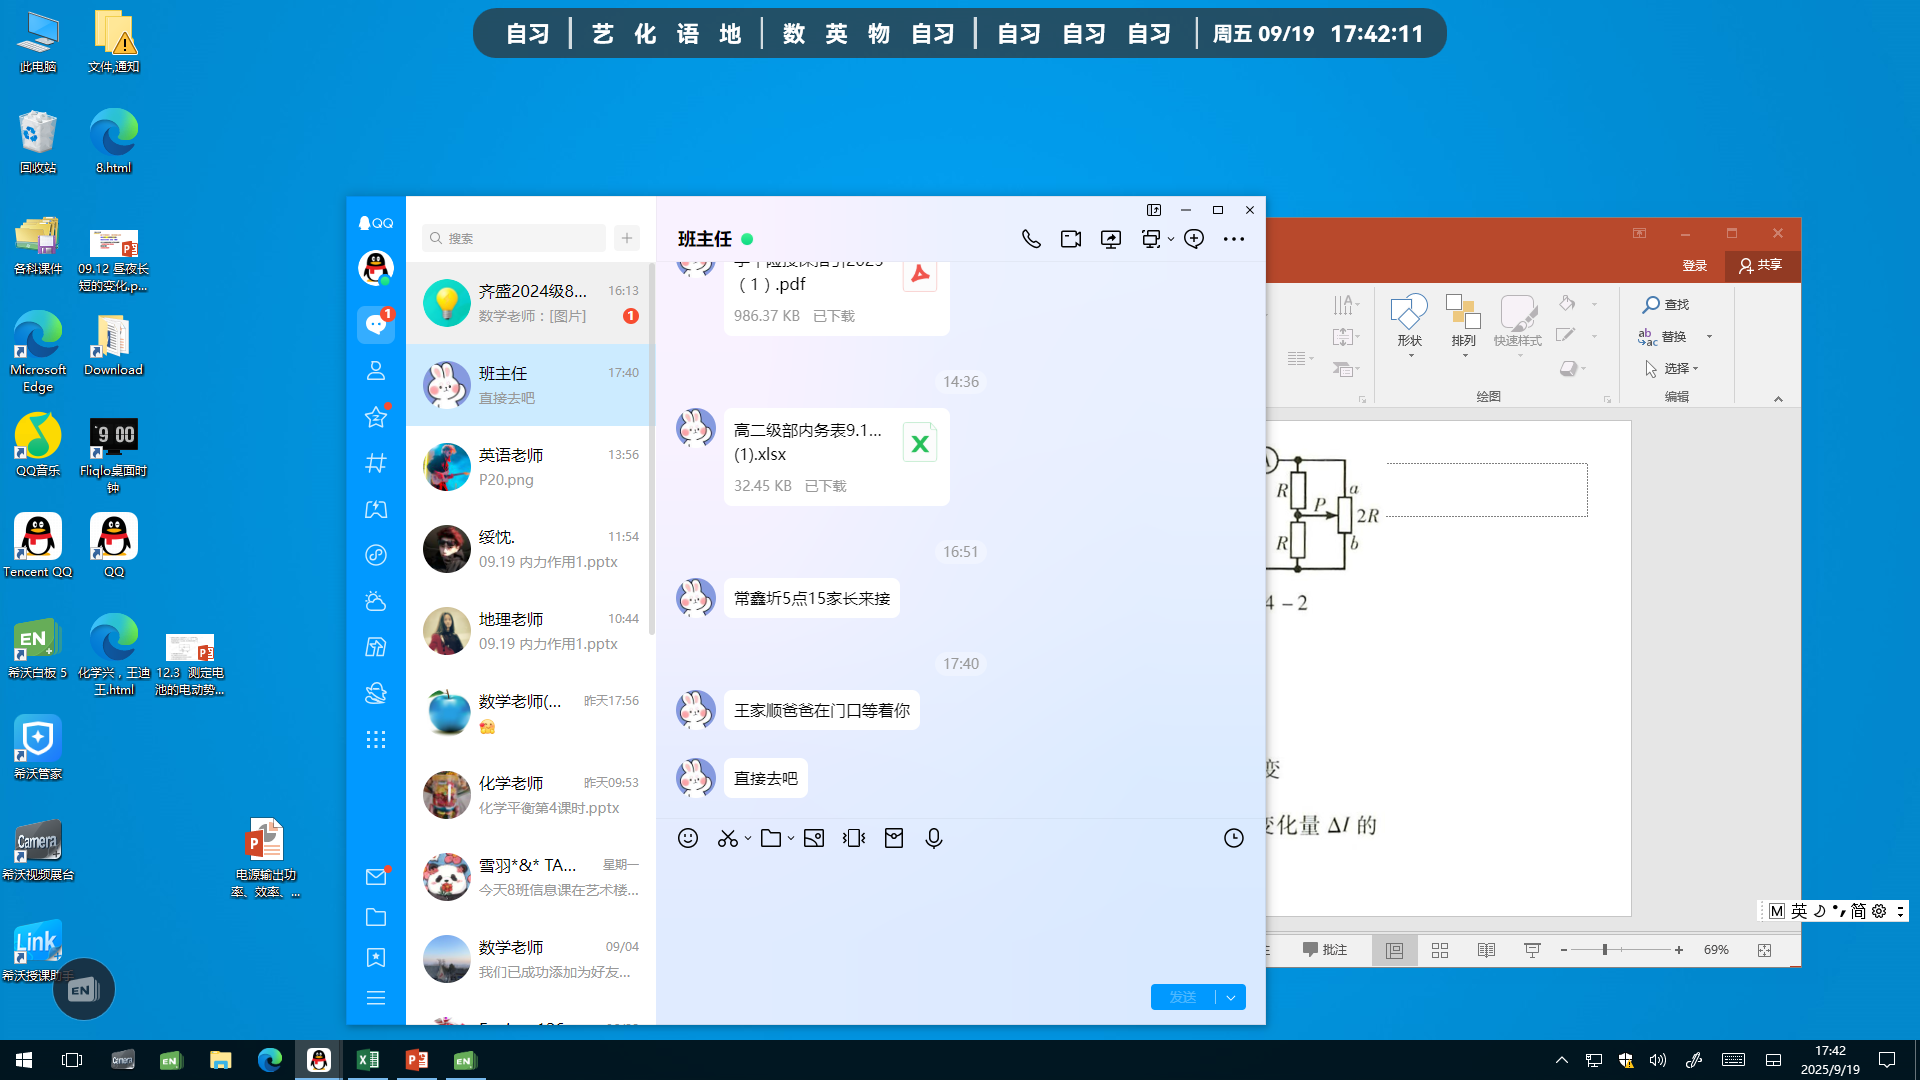 自习 艺 化 语 地 数 英 物 自习 自习 自习 自习 周五 09/19 17:42:11
此电脑
文件,通知
回收站
8.html
各科课件
09.12 昼夜长
短的变化.p...
Microsoft
Edge
Download
QQ音乐
9 00
Fliqlo桌面时
钟
Tencent QQ
QQ
EN
希沃白板 5
化学兴，王迪
王.html
12.3 测定电
池的电动势...
希沃管家
Camera
希沃视频展台
电源输出功
率、效率、...
Link
希沃授课助手
EN
QQ
1
搜索
齐盛2024级8... 16:13
数学老师：[图片] 1
班主任 17:40
直接去吧
英语老师 13:56
P20.png
绥忱. 11:54
09.19 内力作用1.pptx
地理老师 10:44
09.19 内力作用1.pptx
数学老师(... 昨天17:56
化学老师 昨天09:53
化学平衡第4课时.pptx
雪羽*&* TA... 星期一
今天8班信息课在艺术楼...
数学老师 09/04
我们已成功添加为好友...
班主任
（1）.pdf
986.37 KB 已下载
14:36
高二级部内务表9.1...
(1).xlsx
32.45 KB 已下载
16:51
常鑫圻5点15家长来接
17:40
王家顺爸爸在门口等着你
直接去吧
发送
登录 共享
形状 排列 快速样式
查找
替换
选择
绘图 编辑
R
P
a
2R
R
b
4－2
变
变化量 ΔI 的
批注 69%
M 英 简
Camera
EN
EN
17:42
2025/9/19